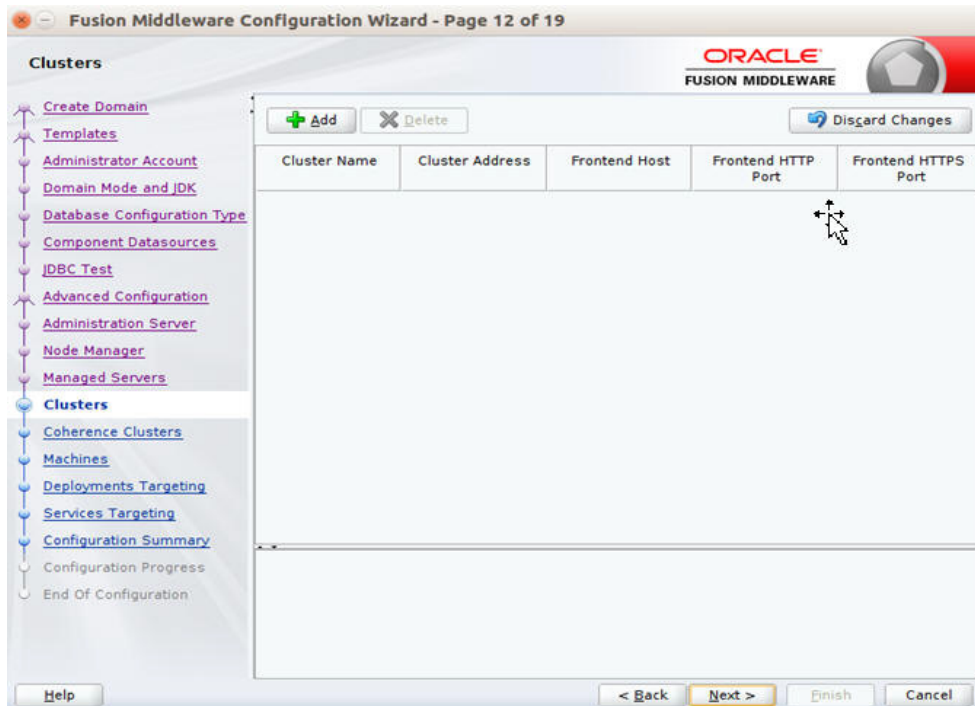 Fusion Middleware Configuration Wizard - Page 12 of 19
Clusters
ORACLE
FUSION MIDDLEWARE
Create Domain
Templates
Administrator Account
Domain Mode and JDK
Database Configuration Type
Component Datasources
JDBC Test
Advanced Configuration
Administration Server
Node Manager
Managed Servers
Clusters
Coherence Clusters
Machines
Deployments Targeting
Services Targeting
Configuration Summary
Configuration Progress
End Of Configuration
Add Delete Discard Changes
Cluster Name Cluster Address Frontend Host Frontend HTTP Port Frontend HTTPS Port
Help < Back Next > Finish Cancel